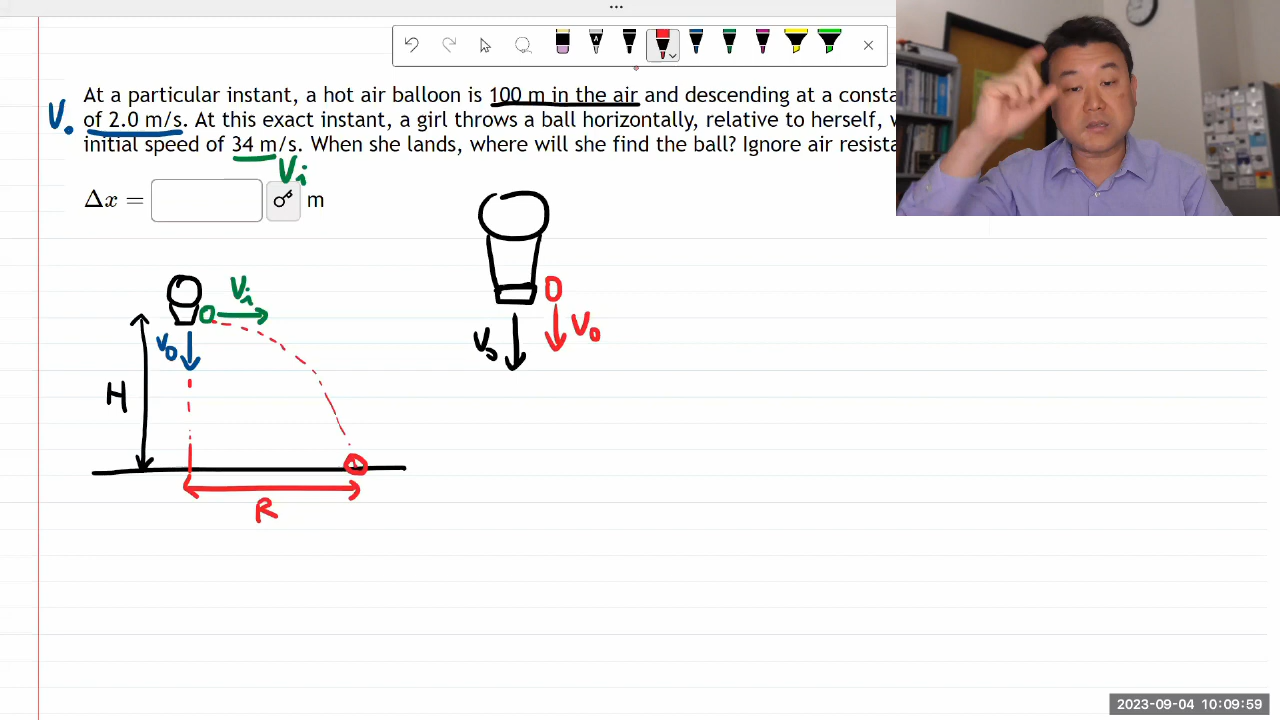 At a particular instant, a hot air balloon is 100 m in the air and descending at a consta
V.
of 2.0 m/s. At this exact instant, a girl throws a ball horizontally, relative to herself,
initial speed of 34 m/s. When she lands, where will she find the ball? Ignore air resista
Vi
Δx = m
Vi
V0
V0
V0
H
R
2023-09-04 10:09:59